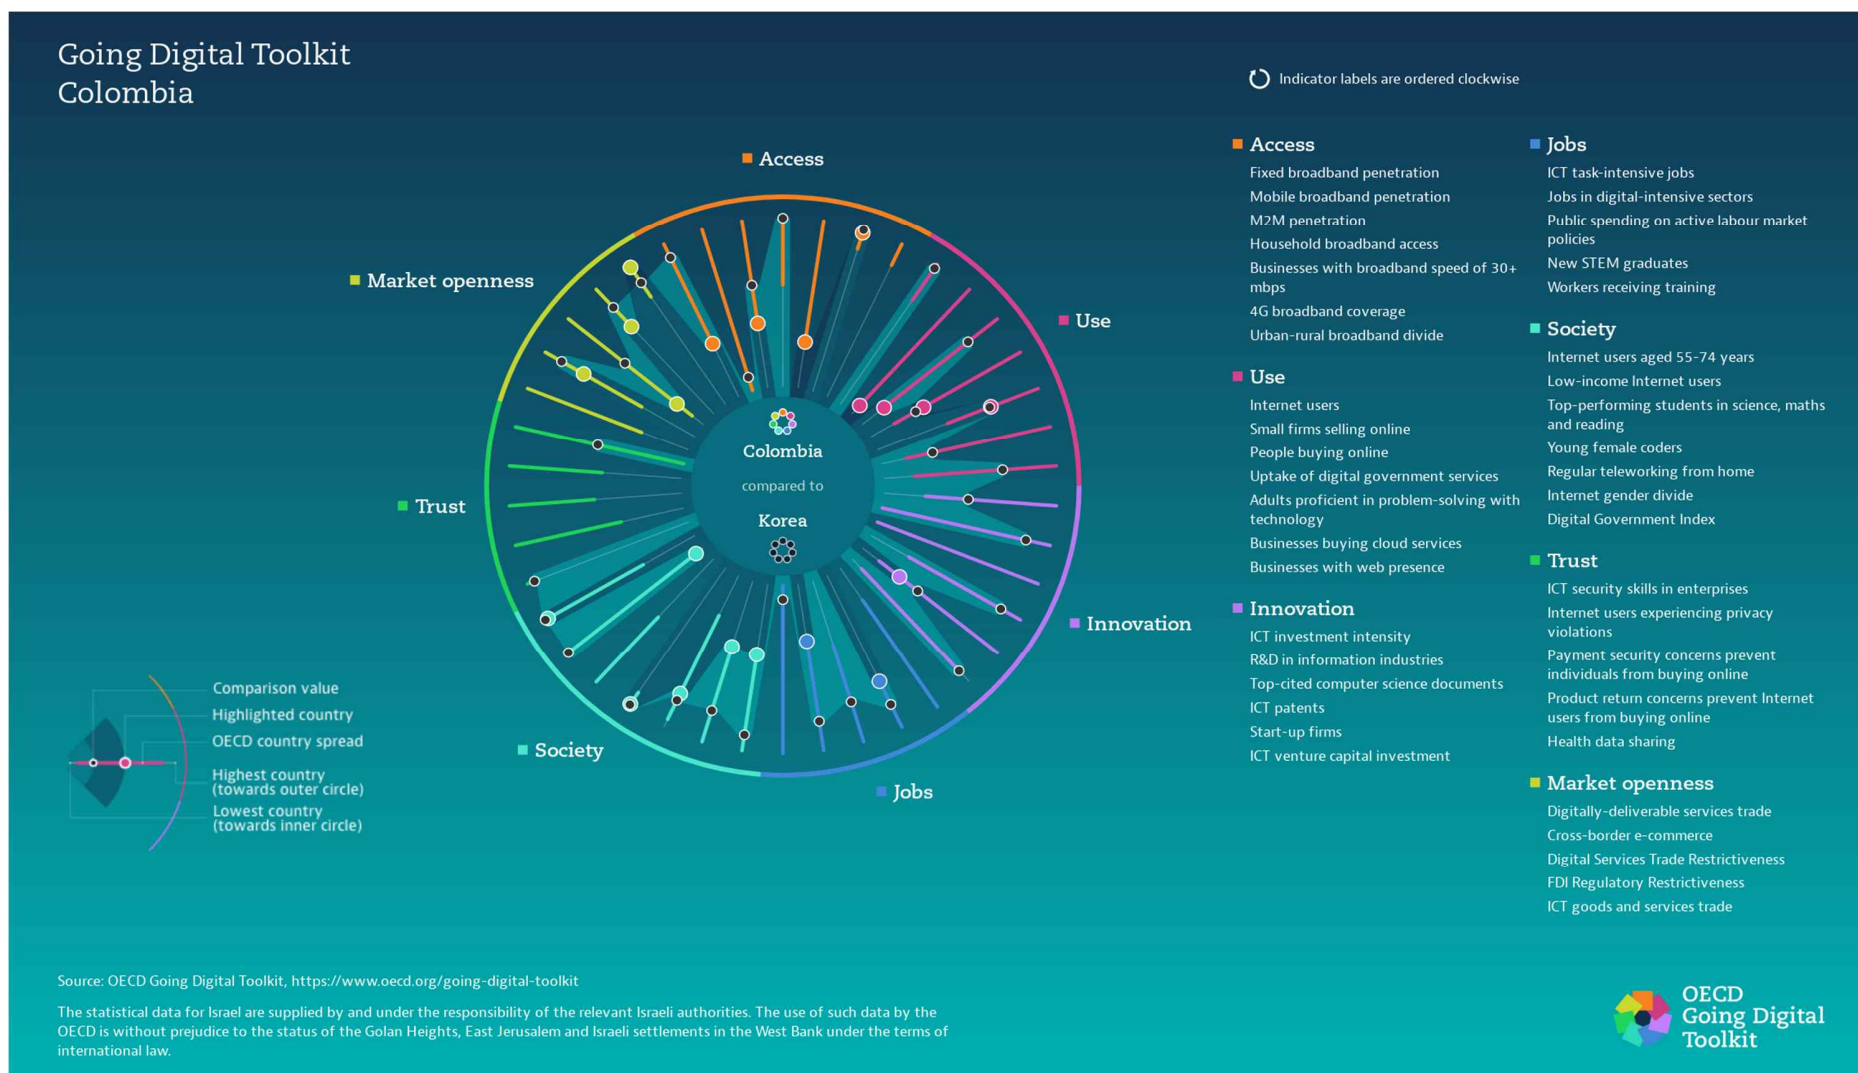 Going Digital Toolkit
Colombia
Indicator labels are ordered clockwise
Access
Market openness
Use
Trust
Innovation
Society
Jobs
Colombia
compared to
Korea
Comparison value
Highlighted country
OECD country spread
Highest country
(towards outer circle)
Lowest country
(towards inner circle)
Access
Fixed broadband penetration
Mobile broadband penetration
M2M penetration
Household broadband access
Businesses with broadband speed of 30+
mbps
4G broadband coverage
Urban-rural broadband divide
Use
Internet users
Small firms selling online
People buying online
Uptake of digital government services
Adults proficient in problem-solving with
technology
Businesses buying cloud services
Businesses with web presence
Innovation
ICT investment intensity
R&D in information industries
Top-cited computer science documents
ICT patents
Start-up firms
ICT venture capital investment
Jobs
ICT task-intensive jobs
Jobs in digital-intensive sectors
Public spending on active labour market
policies
New STEM graduates
Workers receiving training
Society
Internet users aged 55-74 years
Low-income Internet users
Top-performing students in science, maths
and reading
Young female coders
Regular teleworking from home
Internet gender divide
Digital Government Index
Trust
ICT security skills in enterprises
Internet users experiencing privacy
violations
Payment security concerns prevent
individuals from buying online
Product return concerns prevent Internet
users from buying online
Health data sharing
Market openness
Digitally-deliverable services trade
Cross-border e-commerce
Digital Services Trade Restrictiveness
FDI Regulatory Restrictiveness
ICT goods and services trade
Source: OECD Going Digital Toolkit, https://www.oecd.org/going-digital-toolkit
The statistical data for Israel are supplied by and under the responsibility of the relevant Israeli authorities. The use of such data by the
OECD is without prejudice to the status of the Golan Heights, East Jerusalem and Israeli settlements in the West Bank under the terms of
international law.
OECD
Going Digital
Toolkit